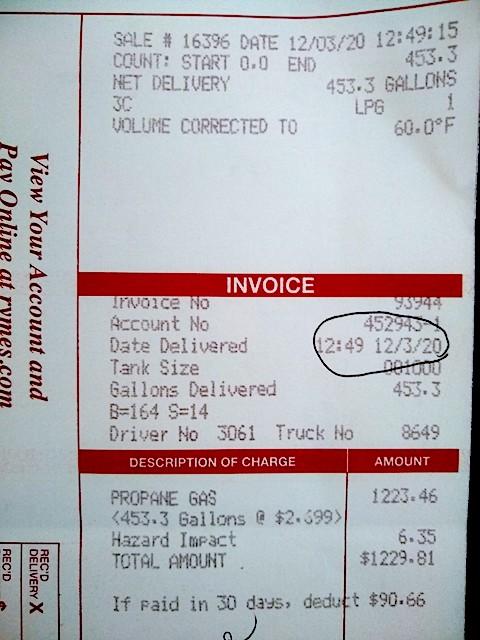 SALE # 16396 DATE 12/03/20 12:49:15
COUNT: START 0.0 END 453.3
NET DELIVERY 453.3 GALLONS
3C LPG 1
VOLUME CORRECTED TO 60.0°F
INVOICE
Invoice No 93944
Account No 452943-1
Date Delivered 12:49 12/3/20
Tank Size 001000
Gallons Delivered 453.3
B=164 S=14
Driver No 3061 Truck No 8649
DESCRIPTION OF CHARGE AMOUNT
PROPANE GAS 1223.46
<453.3 Gallons @ $2.699>
Hazard Impact 6.35
TOTAL AMOUNT $1229.81
If paid in 30 days, deduct $90.66
View Your Account and
Pay Online at rymes.com
REC'D
DELIVERY X
REC'D